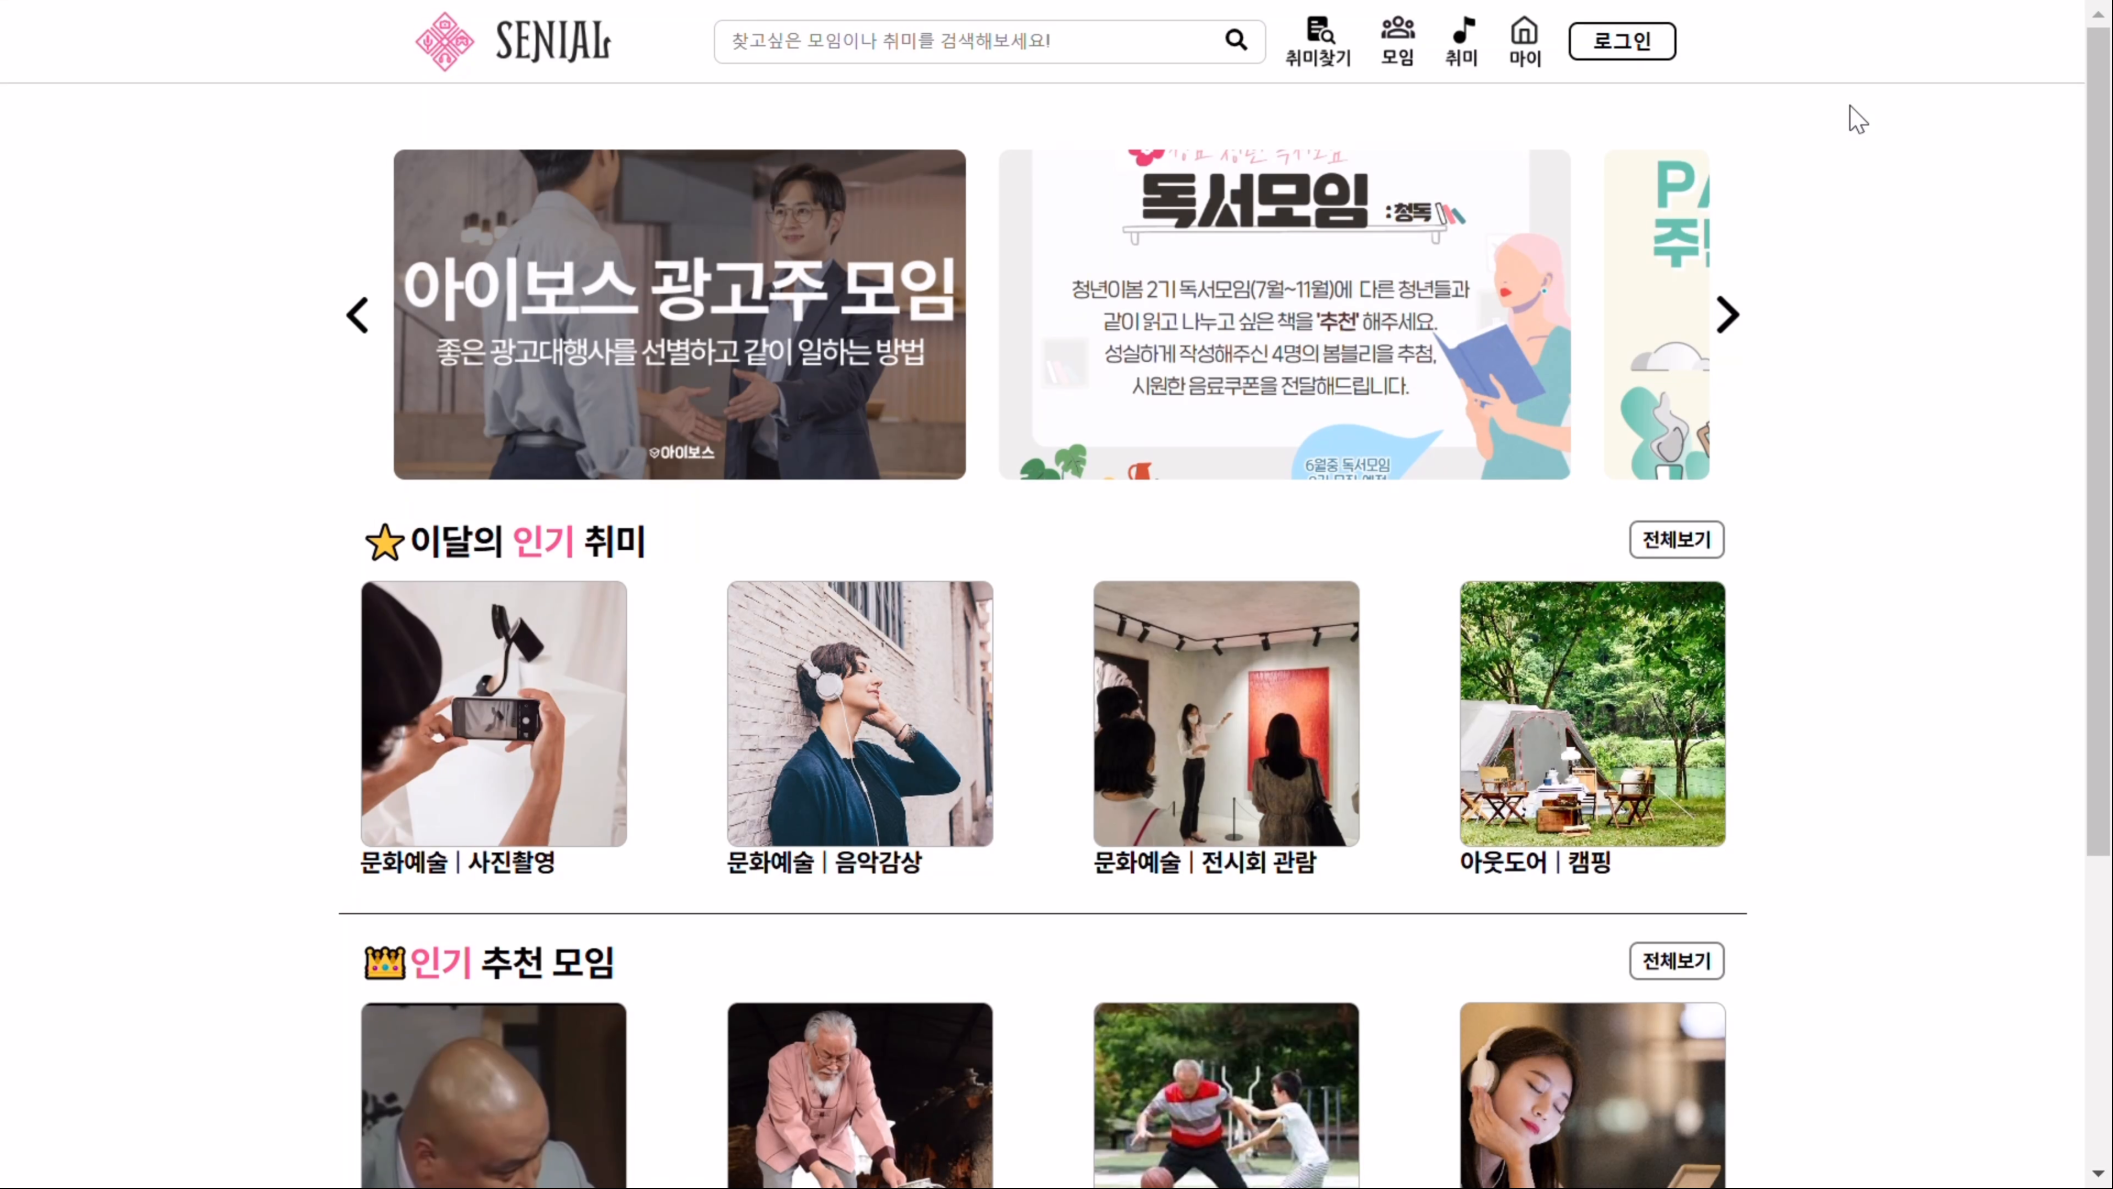 SENIAL
찾고싶은 모임이나 취미를 검색해보세요!
취미찾기
모임
취미
마이
로그인
아이보스 광고주 모임
좋은 광고대행사를 선별하고 같이 일하는 방법
아이보스
독서모임 :청독
청년이봄 2기 독서모임(7월~11월)에 다른 청년들과
같이 읽고 나누고 싶은 책을 '추천' 해주세요.
성실하게 작성해주신 4명의 봄블리을 추첨,
시원한 음료쿠폰을 전달해드립니다.
6월중 독서모임
이달의 인기 취미
전체보기
문화예술 | 사진촬영
문화예술 | 음악감상
문화예술 | 전시회 관람
아웃도어 | 캠핑
인기 추천 모임
전체보기